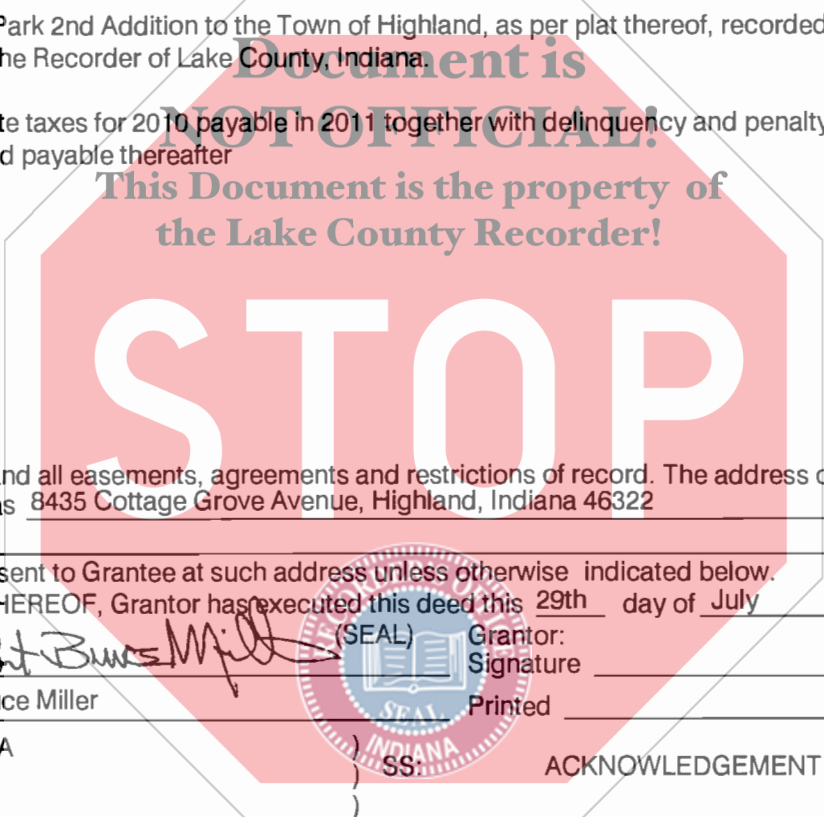 Park 2nd Addition to the Town of Highland, as per plat thereof, recorded
he Recorder of Lake County, Indiana.
Document is
te taxes for 2010 payable in 2011 together with delinquency and penalty
NOT OFFICIAL!
d payable thereafter
This Document is the property of
the Lake County Recorder!
STOP
nd all easements, agreements and restrictions of record. The address o
s 8435 Cottage Grove Avenue, Highland, Indiana 46322
sent to Grantee at such address unless otherwise indicated below.
HEREOF, Grantor has executed this deed this 29th day of July
(SEAL) Grantor:
Signature
ce Miller Printed
A
) SS: ACKNOWLEDGEMENT
)
SEAL
INDIANA